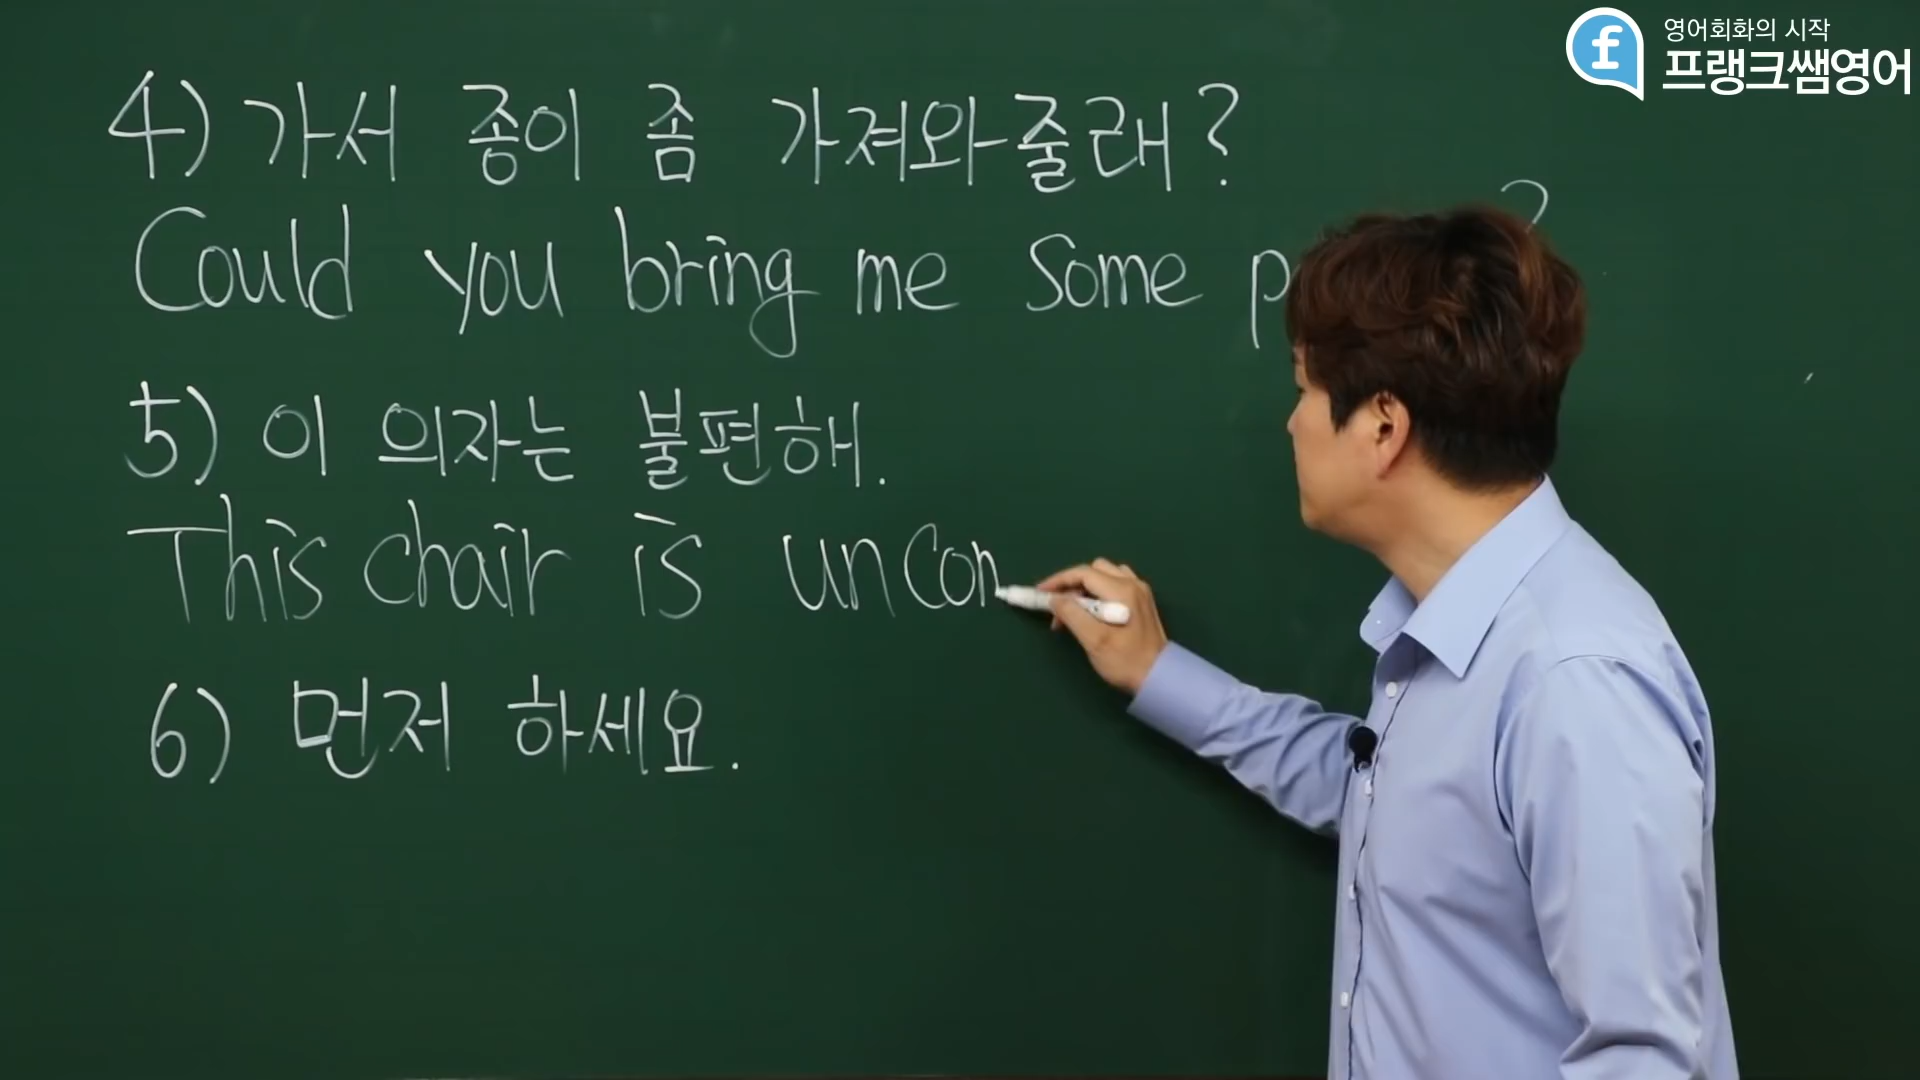 영어회화의 시작
프랭크쌤영어
4) 가서 종이 좀 가져와줄래?
Could you bring me some ?
5) 이 의자는 불편해.
This chair is uncon
6) 먼저 하세요.